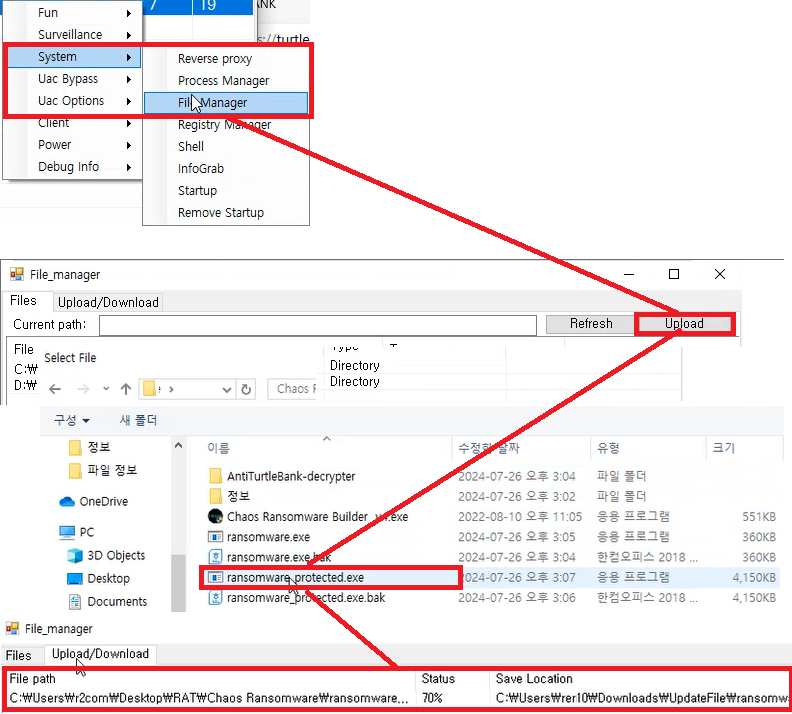 Fun
7 19 ANK
Surveillance
s://turtle
System
Reverse proxy
Uac Bypass
Process Manager
Uac Options
File Manager
Client
Registry Manager
Power
Shell
Debug Info
InfoGrab
Startup
Remove Startup
File_manager
Files Upload/Download
Current path: Refresh Upload
File Type
Select File
C:₩ Directory
D:₩ Directory
Chaos F
구성 새 폴더
정보 이름 수정한 날짜 유형 크기
파일 정보
AntiTurtleBank-decrypter 2024-07-26 오후 3:04 파일 폴더
정보 2024-07-26 오후 3:02 파일 폴더
OneDrive
Chaos Ransomware Builder_v4.exe 2022-08-10 오후 11:05 응용 프로그램 551KB
PC
ransomware.exe 2024-07-26 오후 3:05 응용 프로그램 360KB
3D Objects
ransomware.exe.bak 2024-07-26 오후 3:04 한컴오피스 2018 ... 360KB
Desktop
ransomware_protected.exe 2024-07-26 오후 3:07 응용 프로그램 4,150KB
Documents
ransomware_protected.exe.bak 2024-07-26 오후 3:06 한컴오피스 2018 ... 4,150KB
File_manager
Files Upload/Download
File path Status Save Location
C:₩Users₩r2com₩Desktop₩RAT₩Chaos Ransomware₩ransomware... 70% C:₩Users₩rer10₩Downloads₩UpdateFile₩ransomw